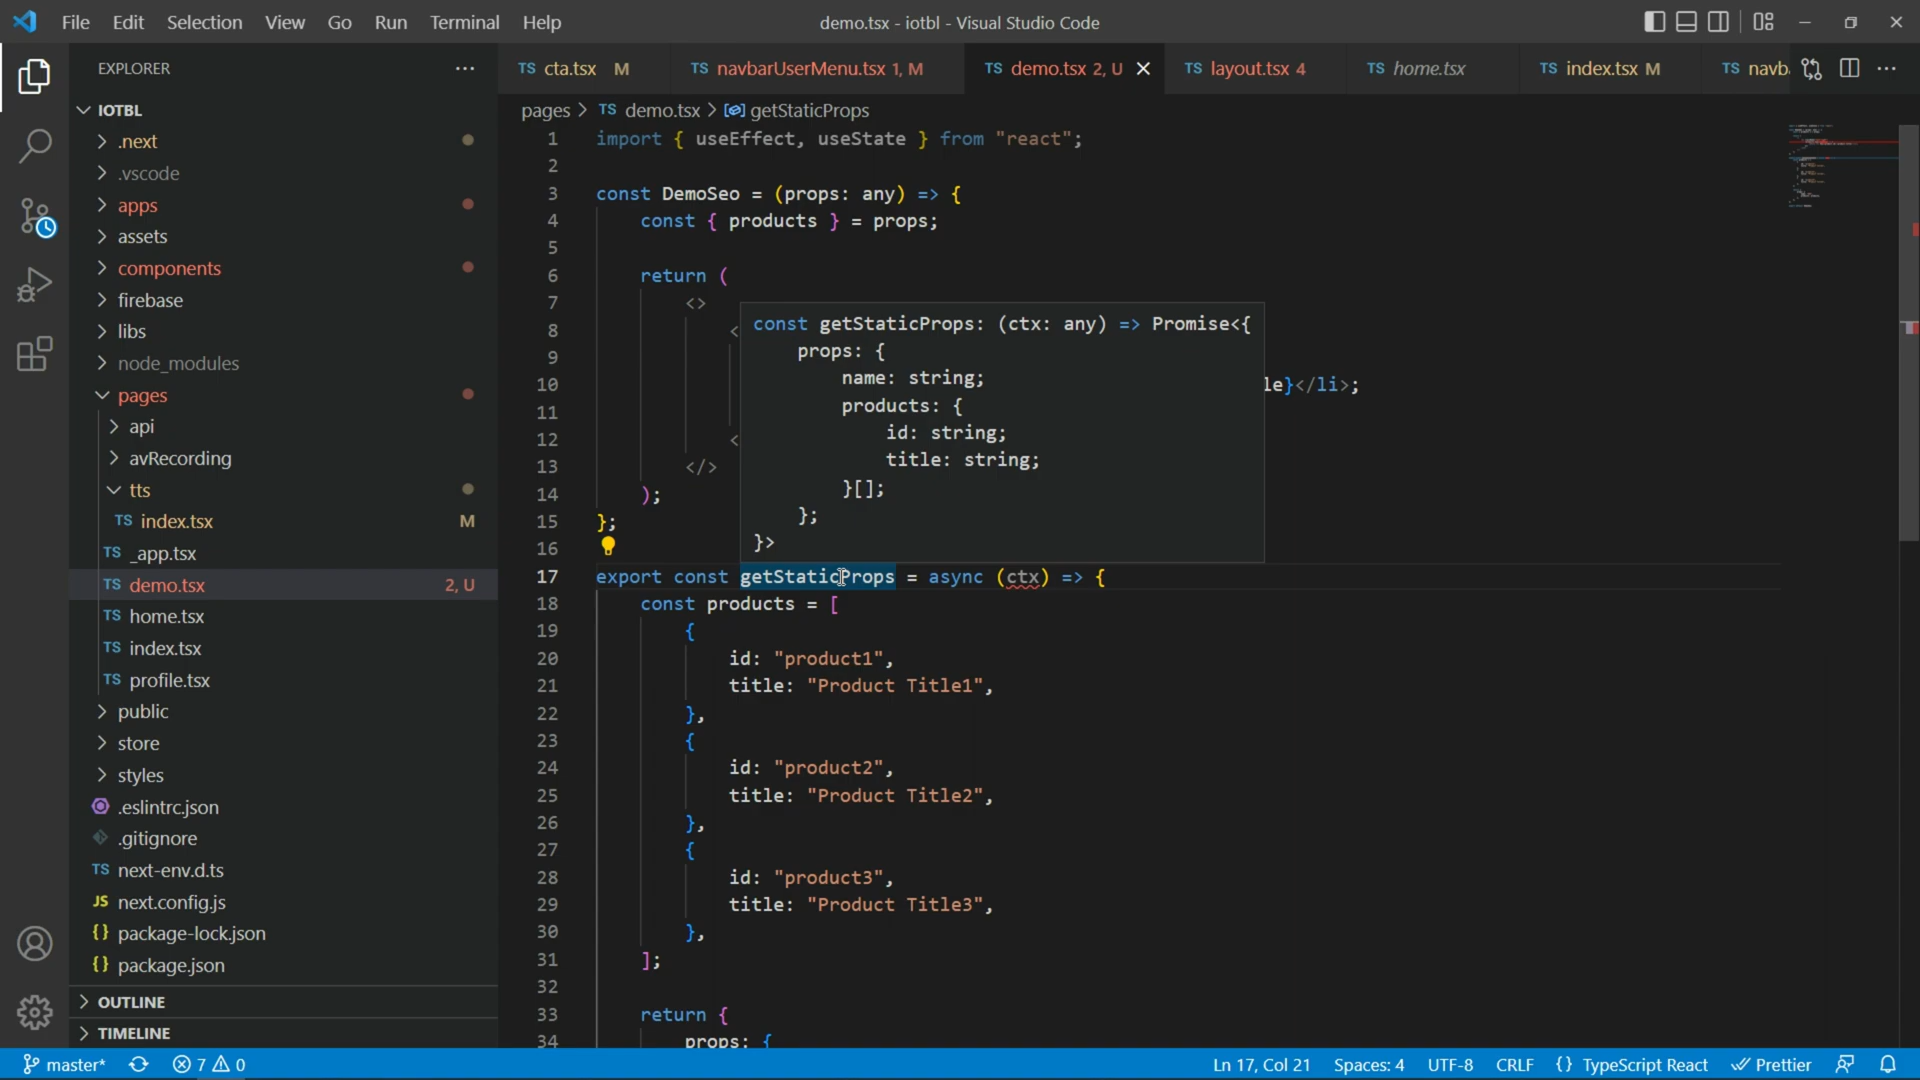 File Edit Selection View Go Run Terminal Help
demo.tsx - iotbl - Visual Studio Code
EXPLORER
IOTBL
.next
.vscode
apps
assets
components
firebase
libs
node_modules
pages
api
avRecording
tts
TS index.tsx M
TS _app.tsx
TS demo.tsx 2, U
TS home.tsx
TS index.tsx
TS profile.tsx
public
store
styles
.eslintrc.json
.gitignore
TS next-env.d.ts
JS next.config.js
{} package-lock.json
{} package.json
OUTLINE
TIMELINE
TS cta.tsx M
TS navbarUserMenu.tsx 1, M
TS demo.tsx 2, U
TS layout.tsx 4
TS home.tsx
TS index.tsx M
TS navb
pages > TS demo.tsx > getStaticProps
1 import { useEffect, useState } from "react";
2
3 const DemoSeo = (props: any) => {
4 const { products } = props;
5
6 return (
7 <>
8 <
9
10 le}</li>;
11
12 <
13 </>
14 );
15 };
16
const getStaticProps: (ctx: any) => Promise<{
props: {
name: string;
products: {
id: string;
title: string;
}[];
};
}>
17 export const getStaticProps = async (ctx) => {
18 const products = [
19 {
20 id: "product1",
21 title: "Product Title1",
22 },
23 {
24 id: "product2",
25 title: "Product Title2",
26 },
27 {
28 id: "product3",
29 title: "Product Title3",
30 },
31 ];
32
33 return {
34 props: {
master* 7 0
Ln 17, Col 21 Spaces: 4 UTF-8 CRLF {} TypeScript React Prettier